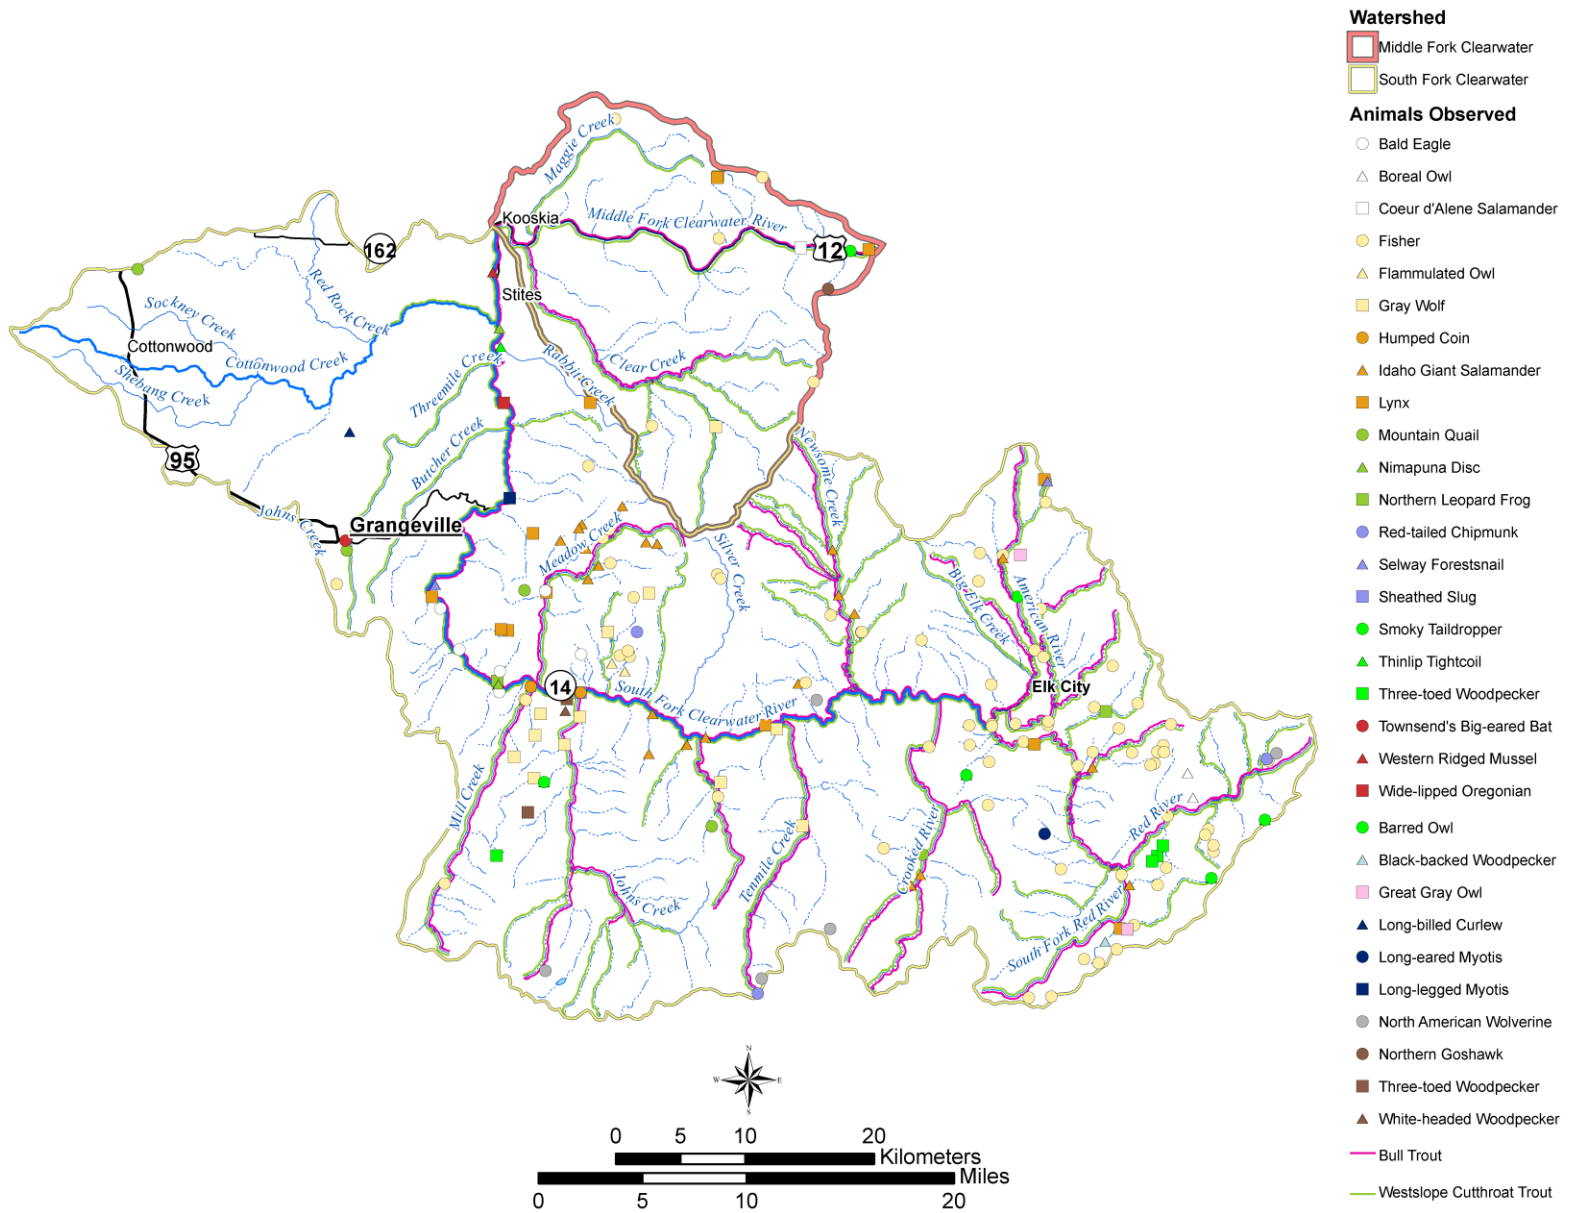 Watershed
Middle Fork Clearwater
South Fork Clearwater
Animals Observed
Bald Eagle
Boreal Owl
Coeur d'Alene Salamander
Fisher
Flammulated Owl
Gray Wolf
Humped Coin
Idaho Giant Salamander
Lynx
Mountain Quail
Nimapuna Disc
Northern Leopard Frog
Red-tailed Chipmunk
Selway Forestsnail
Sheathed Slug
Smoky Taildropper
Thinlip Tightcoil
Three-toed Woodpecker
Townsend's Big-eared Bat
Western Ridged Mussel
Wide-lipped Oregonian
Barred Owl
Black-backed Woodpecker
Great Gray Owl
Long-billed Curlew
Long-eared Myotis
Long-legged Myotis
North American Wolverine
Northern Goshawk
Three-toed Woodpecker
White-headed Woodpecker
Bull Trout
Westslope Cutthroat Trout
Maggie Creek
Kooskia
Middle Fork Clearwater River
162
12
Red Rock Creek
Stites
Sockney Creek
Cottonwood
Cottonwood Creek
Shebang Creek
Threemile Creek
Rabbit Creek
Clear Creek
95
Butcher Creek
Newsome Creek
Johns Creek
Grangeville
Meadow Creek
Silver Creek
Big Elk Creek
American River
Elk City
14
South Fork Clearwater River
Mill Creek
Johns Creek
Tenmile Creek
Crooked River
Red River
South Fork Red River
N
W E
S
0 5 10 20
Kilometers
Miles
0 5 10 20